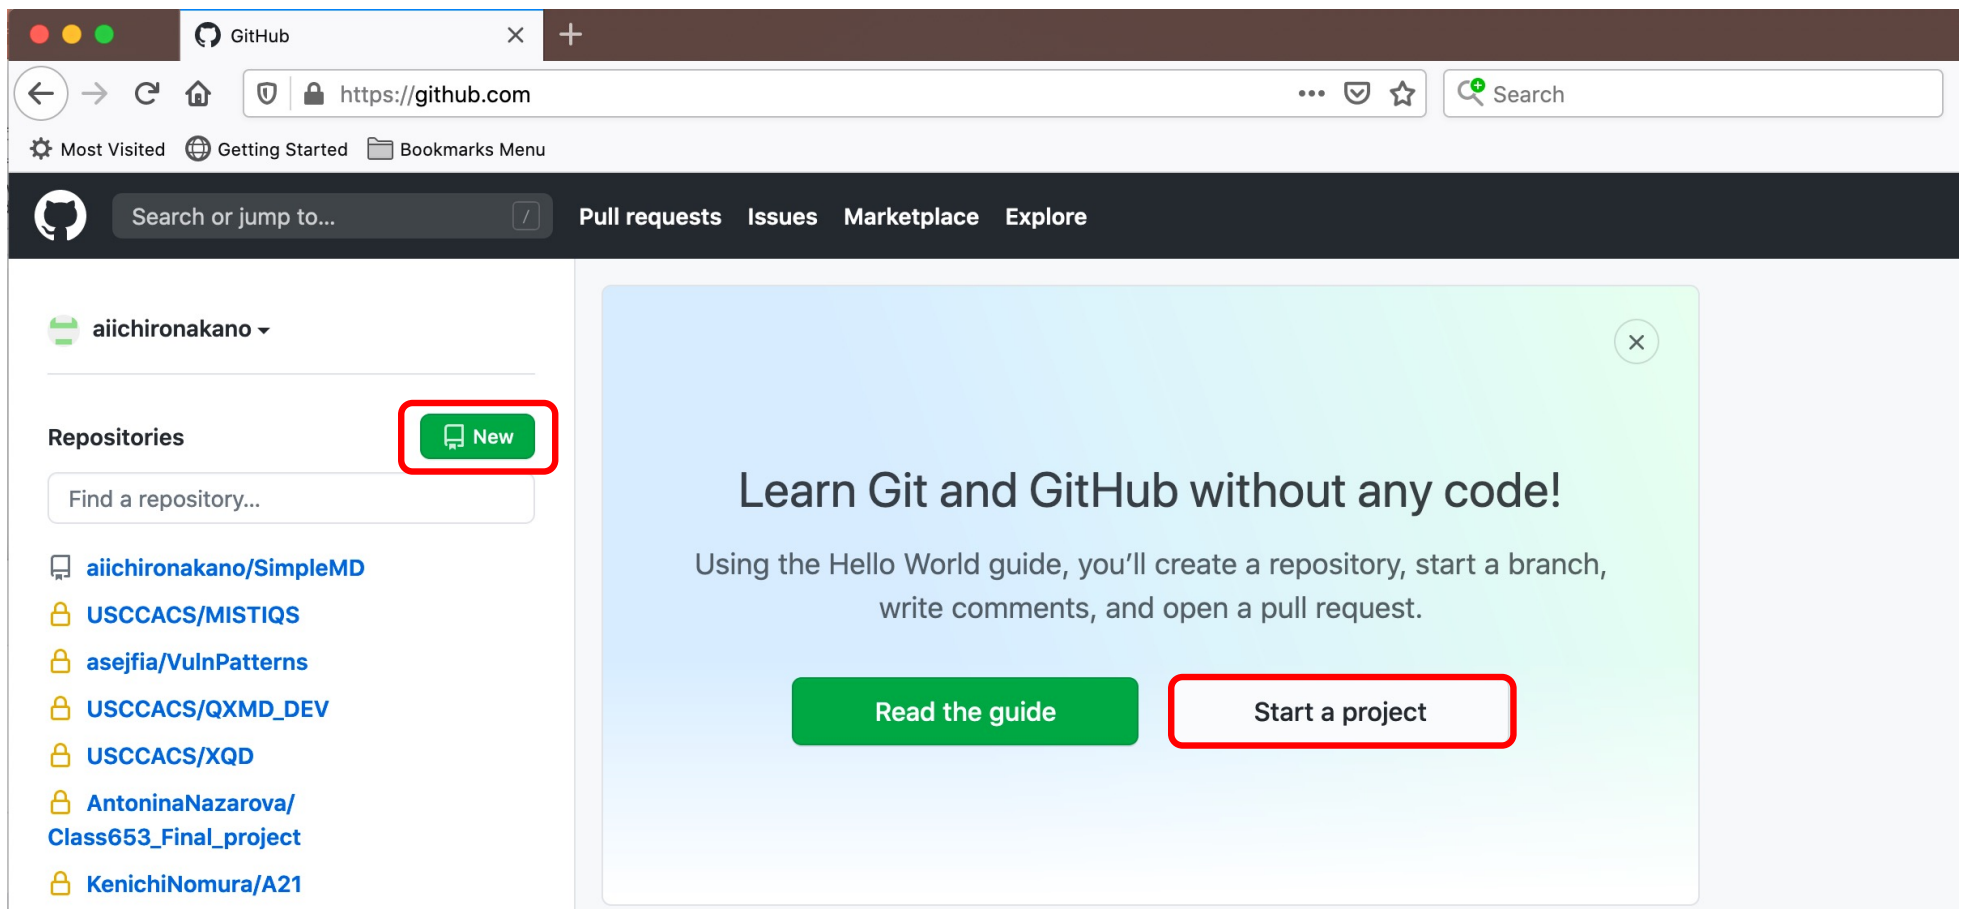 GitHub
https://github.com
Search
Most Visited Getting Started Bookmarks Menu
Search or jump to... / Pull requests Issues Marketplace Explore
aiichironakano
Repositories New
Find a repository...
aiichironakano/SimpleMD
USCCACS/MISTIQS
asejfia/VulnPatterns
USCCACS/QXMD_DEV
USCCACS/XQD
AntoninaNazarova/
Class653_Final_project
KenichiNomura/A21
Learn Git and GitHub without any code!
Using the Hello World guide, you’ll create a repository, start a branch,
write comments, and open a pull request.
Read the guide Start a project